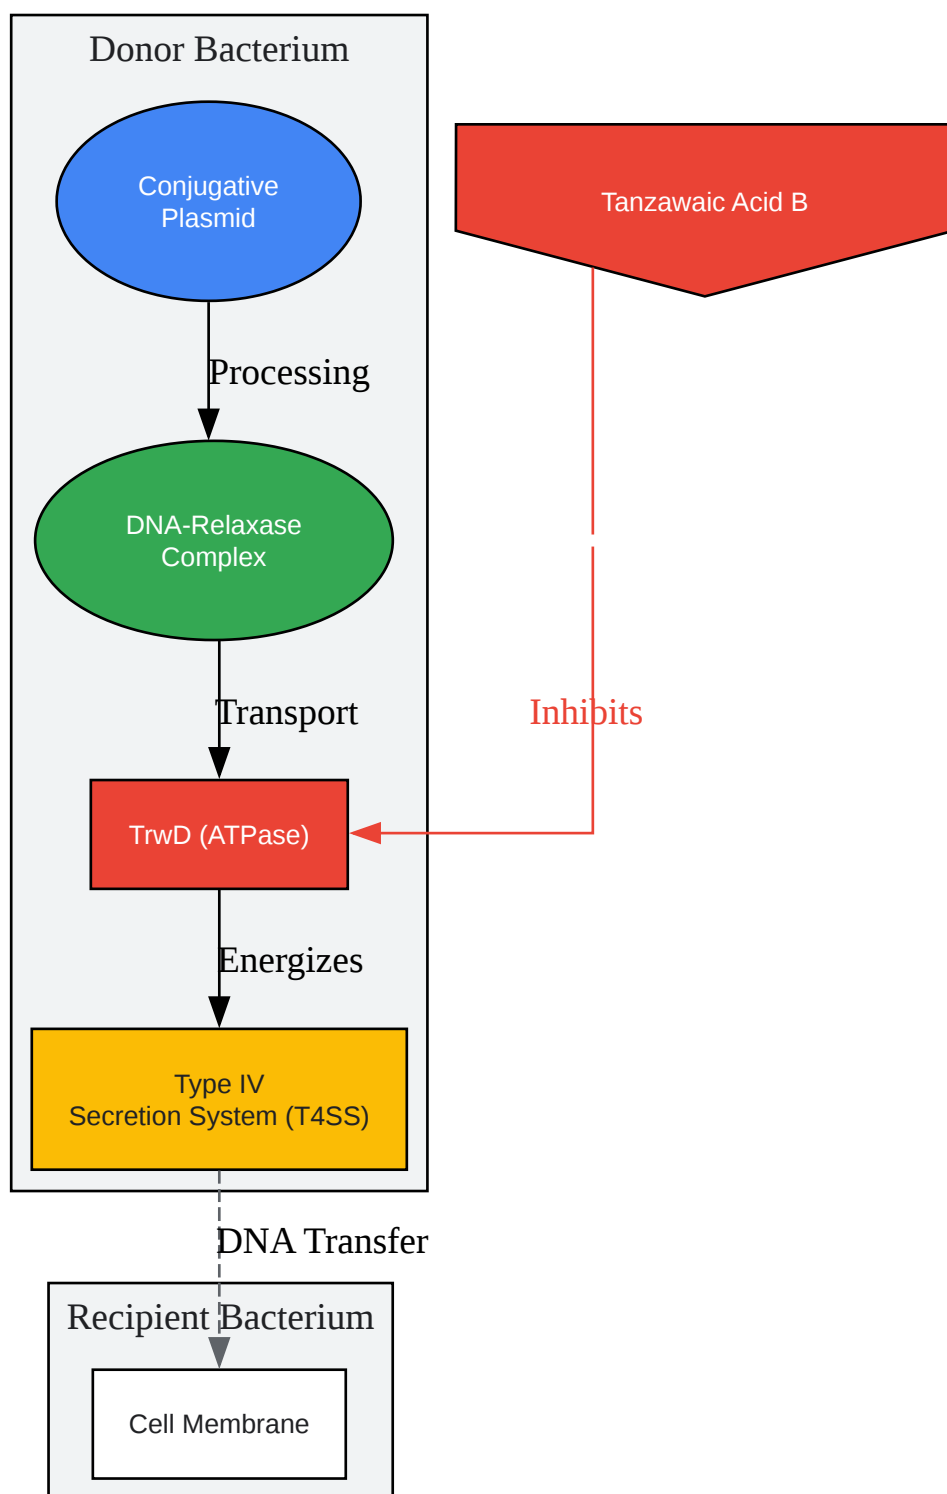 Donor Bacterium
Conjugative
Plasmid
Tanzawaic Acid B
Processing
DNA-Relaxase
Complex
Transport
Inhibits
TrwD (ATPase)
Energizes
Type IV
Secretion System (T4SS)
DNA Transfer
Recipient Bacterium
Cell Membrane